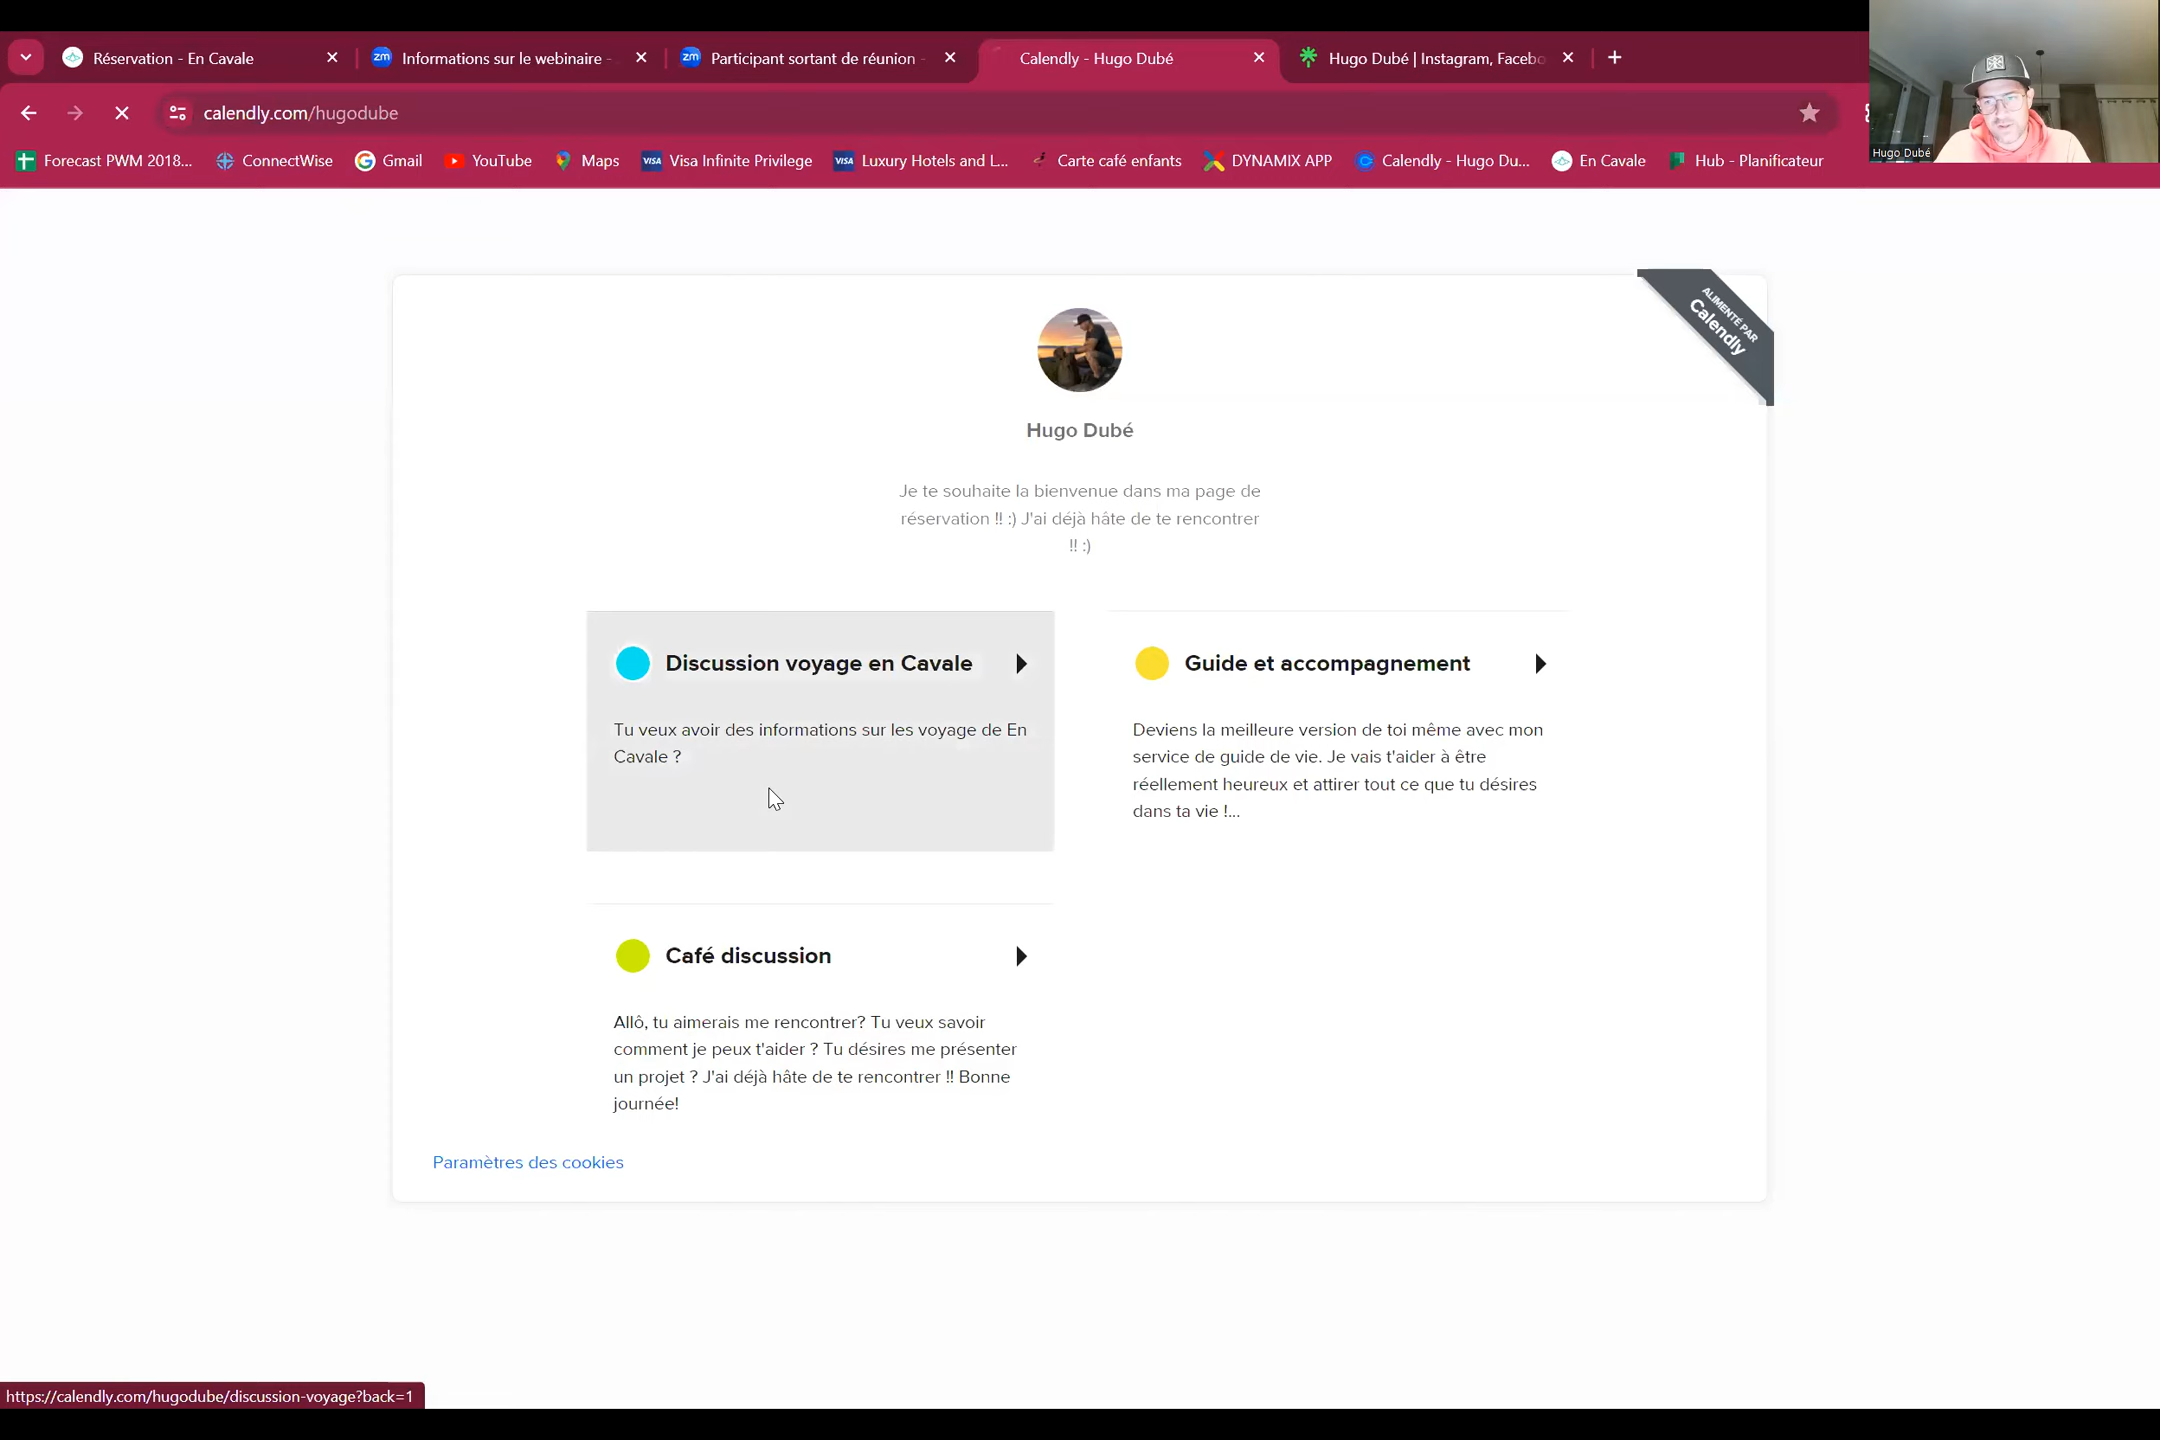 Réservation - En Cavale
Informations sur le webinaire -
Participant sortant de réunion -
Calendly - Hugo Dubé
Hugo Dubé | Instagram, Facebo
calendly.com/hugodube
Hugo Dubé
Forecast PWM 2018...
ConnectWise
Gmail
YouTube
Maps
VISA Visa Infinite Privilege
VISA Luxury Hotels and L...
Carte café enfants
DYNAMIX APP
Calendly - Hugo Du...
En Cavale
Hub - Planificateur
ALIMENTÉ PAR
Calendly
Hugo Dubé
Je te souhaite la bienvenue dans ma page de
réservation !! :) J'ai déjà hâte de te rencontrer
!! :)
Discussion voyage en Cavale
Tu veux avoir des informations sur les voyage de En
Cavale ?
Guide et accompagnement
Deviens la meilleure version de toi même avec mon
service de guide de vie. Je vais t'aider à être
réellement heureux et attirer tout ce que tu désires
dans ta vie !...
Café discussion
Allô, tu aimerais me rencontrer? Tu veux savoir
comment je peux t'aider ? Tu désires me présenter
un projet ? J'ai déjà hâte de te rencontrer !! Bonne
journée!
Paramètres des cookies
https://calendly.com/hugodube/discussion-voyage?back=1